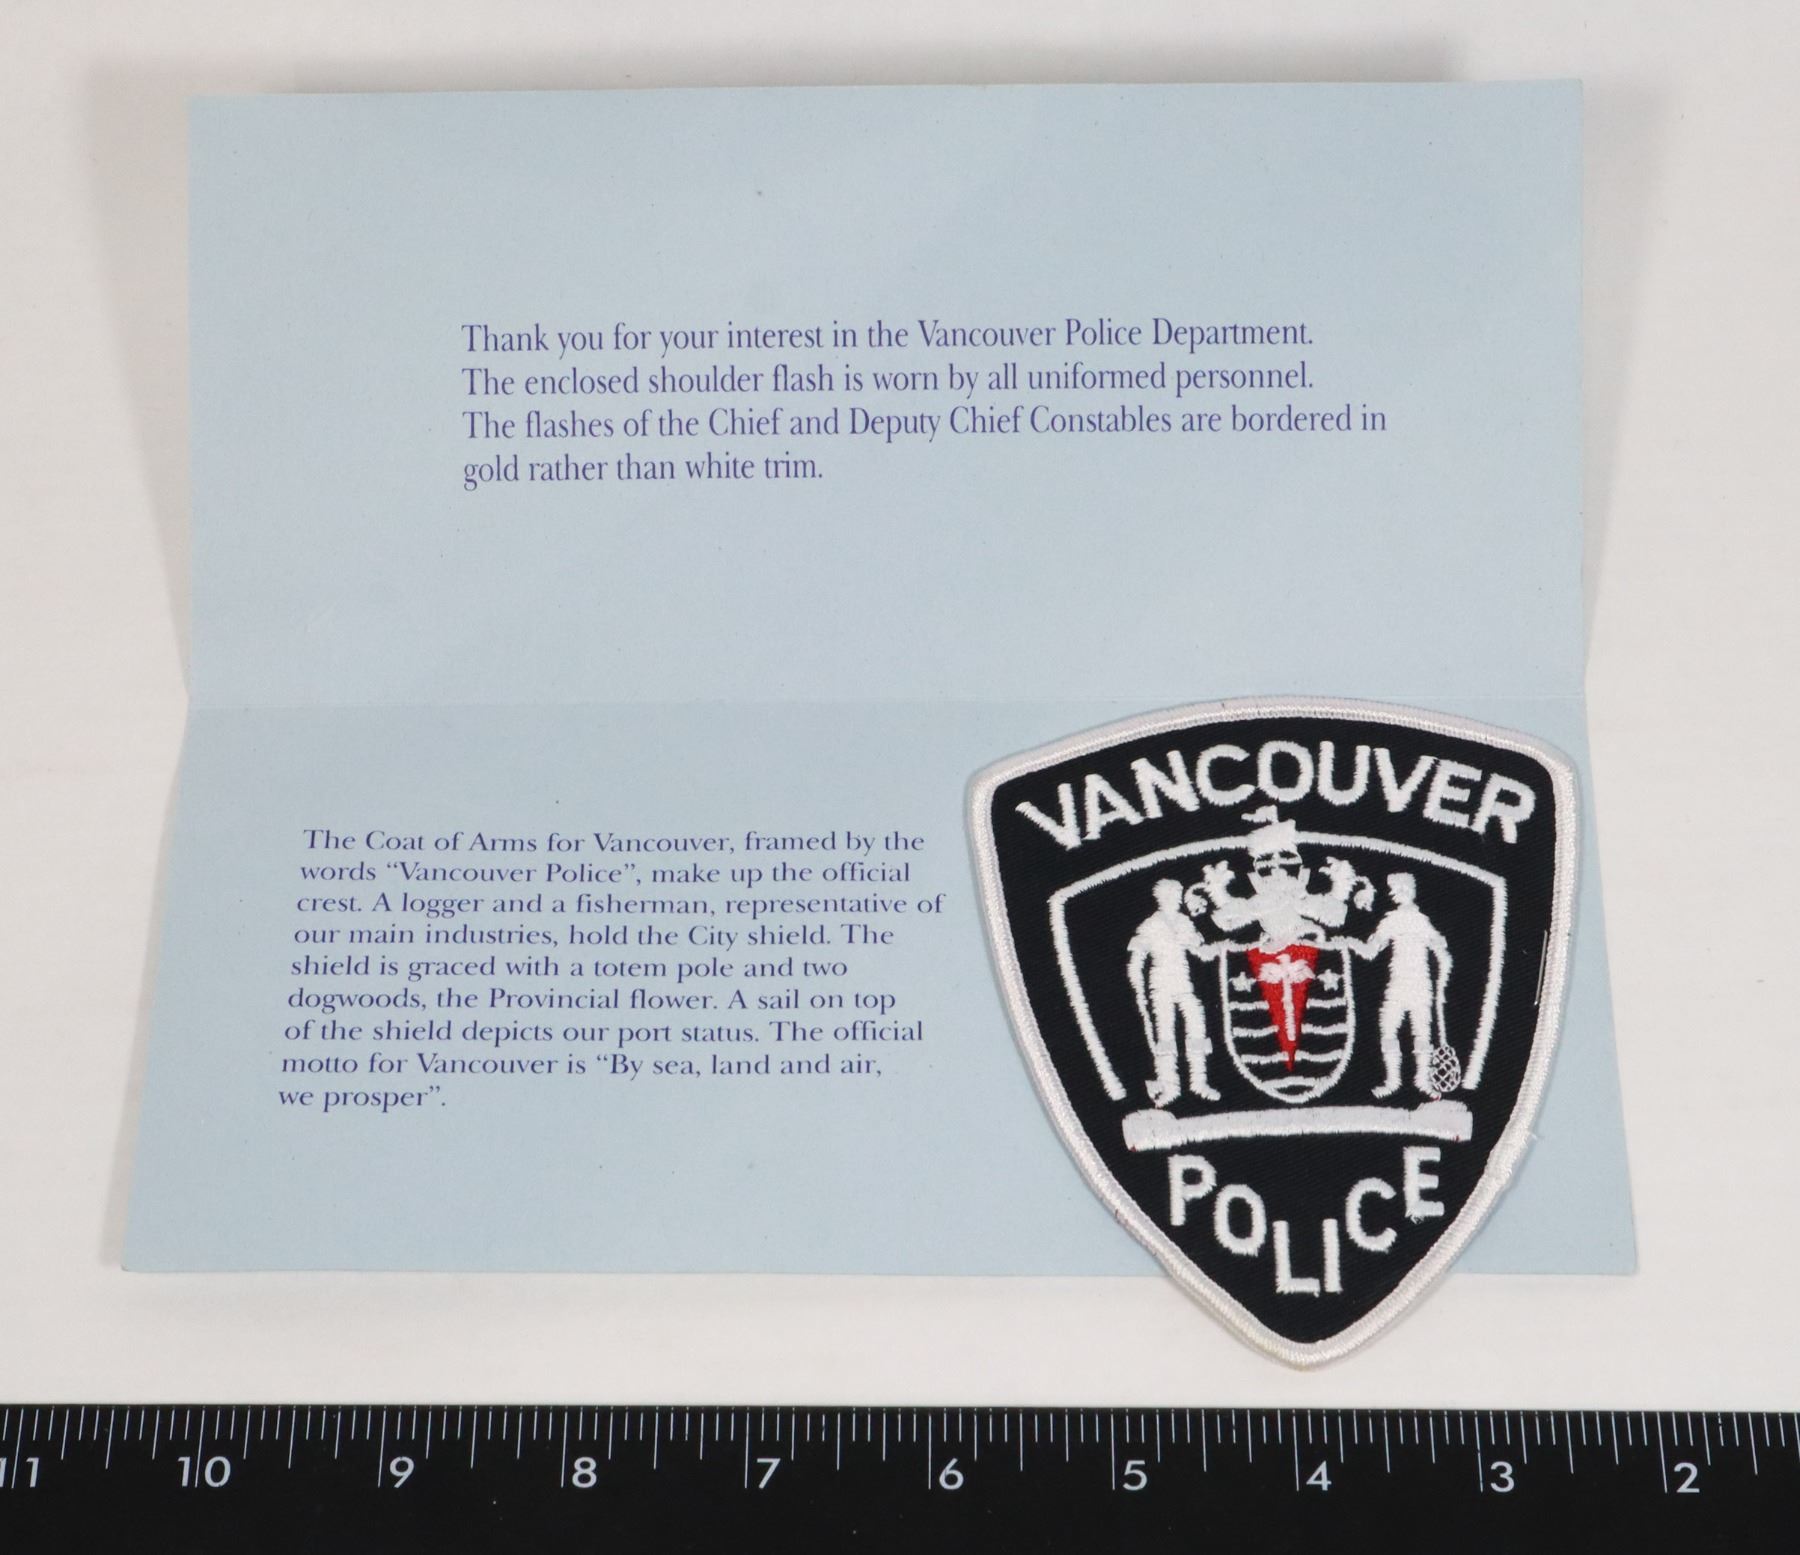 Thank you for your interest in the Vancouver Police Department.
The enclosed shoulder flash is worn by all uniformed personnel.
The flashes of the Chief and Deputy Chief Constables are bordered in
gold rather than white trim.
The Coat of Arms for Vancouver, framed by the
words “Vancouver Police”, make up the official
crest. A logger and a fisherman, representative of
our main industries, hold the City shield. The
shield is graced with a totem pole and two
dogwoods, the Provincial flower. A sail on top
of the shield depicts our port status. The official
motto for Vancouver is “By sea, land and air,
we prosper”.
VANCOUVER
POLICE
11 10 9 8 7 6 5 4 3 2